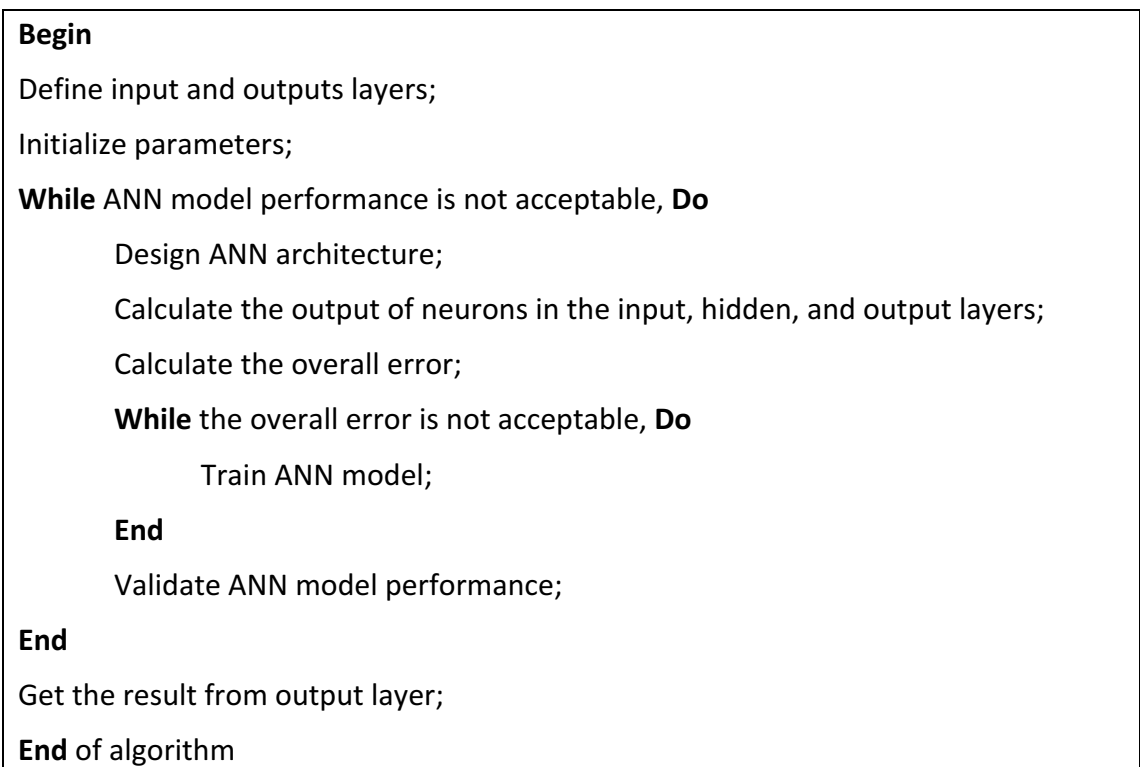 Begin
Define input and outputs layers;
Initialize parameters;
While ANN model performance is not acceptable, Do
Design ANN architecture;
Calculate the output of neurons in the input, hidden, and output layers;
Calculate the overall error;
While the overall error is not acceptable, Do
Train ANN model;
End
Validate ANN model performance;
End
Get the result from output layer;
End of algorithm